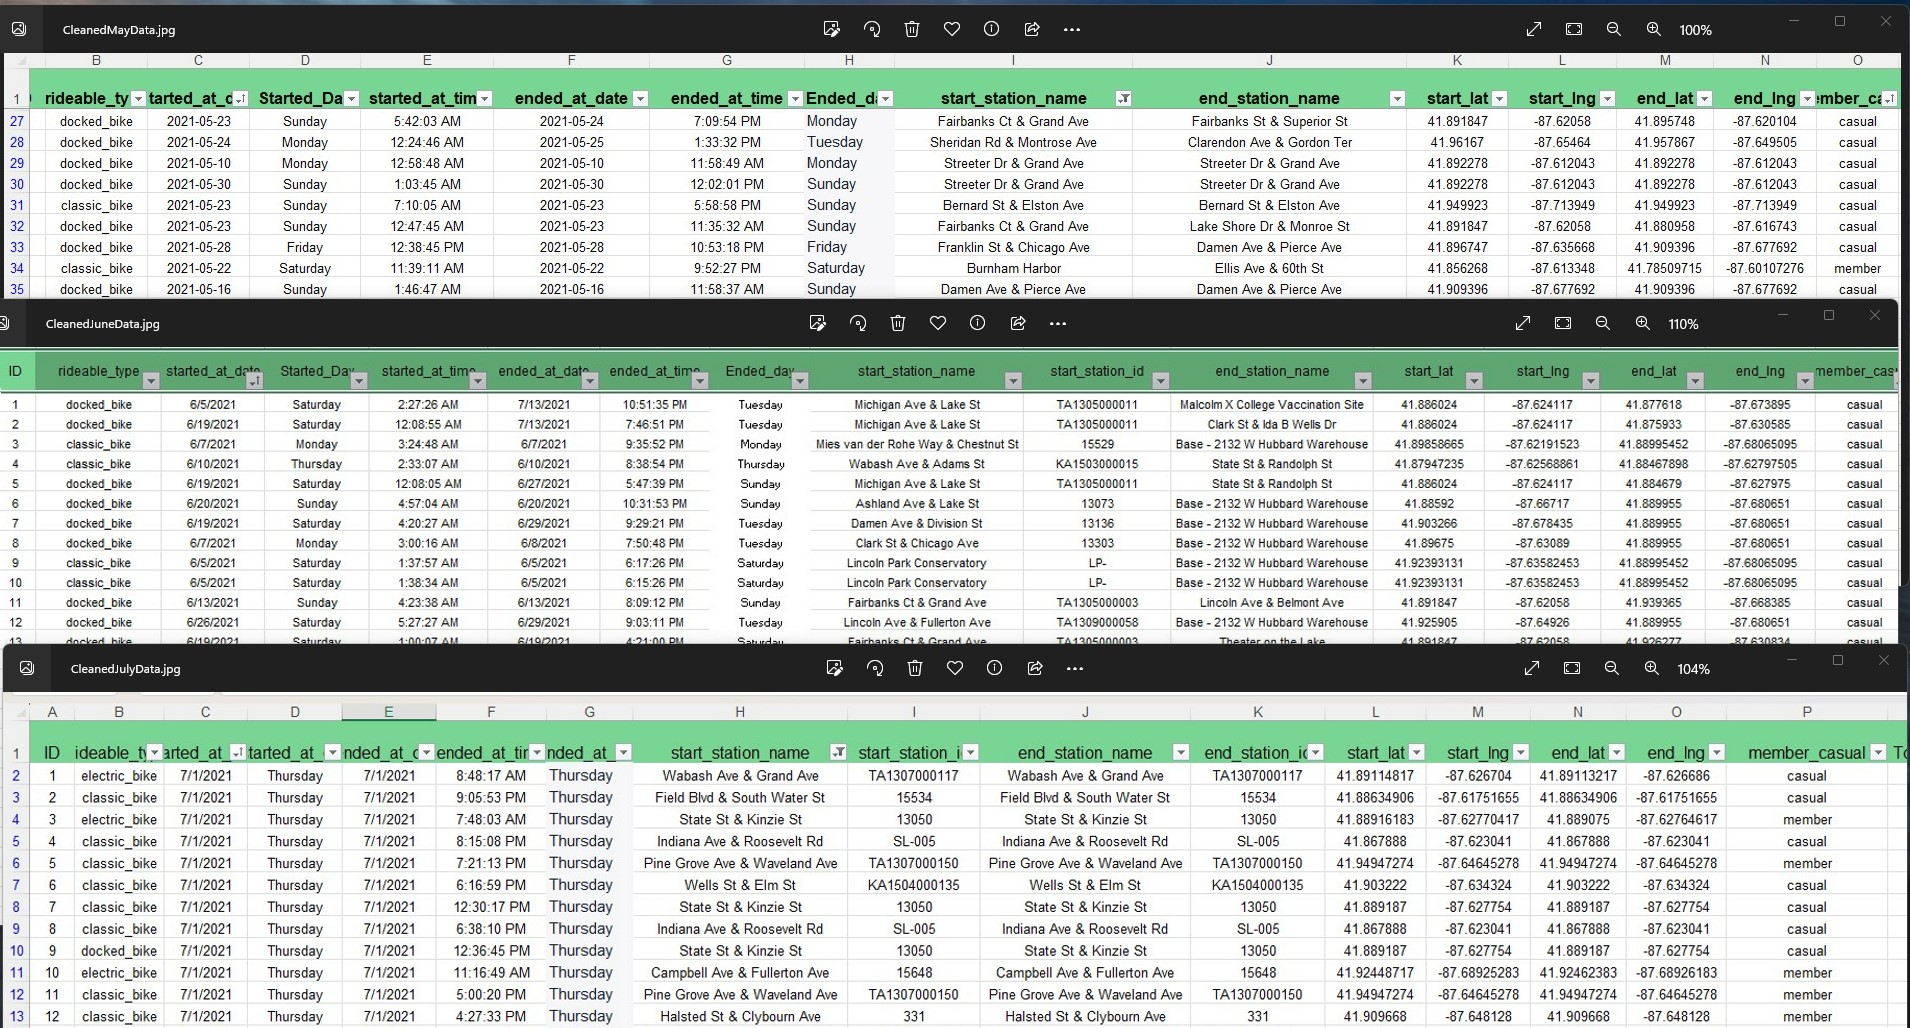 CleanedMayData.jpg 100%
B C D E F G H I J K L M N O
1 rideable_ty tarted_at_d Started_Da started_at_tim ended_at_date ended_at_time Ended_da start_station_name end_station_name start_lat start_lng end_lat end_lng mber_ca
27 docked_bike 2021-05-23 Sunday 5:42:03 AM 2021-05-24 7:09:54 PM Monday Fairbanks Ct & Grand Ave Fairbanks St & Superior St 41.891847 -87.62058 41.895748 -87.620104 casual
28 docked_bike 2021-05-24 Monday 12:24:46 AM 2021-05-25 1:33:32 PM Tuesday Sheridan Rd & Montrose Ave Clarendon Ave & Gordon Ter 41.96167 -87.65464 41.957867 -87.649505 casual
29 docked_bike 2021-05-10 Monday 12:58:48 AM 2021-05-10 11:58:49 AM Monday Streeter Dr & Grand Ave Streeter Dr & Grand Ave 41.892278 -87.612043 41.892278 -87.612043 casual
30 docked_bike 2021-05-30 Sunday 1:03:45 AM 2021-05-30 12:02:01 PM Sunday Streeter Dr & Grand Ave Streeter Dr & Grand Ave 41.892278 -87.612043 41.892278 -87.612043 casual
31 classic_bike 2021-05-23 Sunday 7:10:05 AM 2021-05-23 5:58:58 PM Sunday Bernard St & Elston Ave Bernard St & Elston Ave 41.949923 -87.713949 41.949923 -87.713949 casual
32 docked_bike 2021-05-23 Sunday 12:47:45 AM 2021-05-23 11:35:32 AM Sunday Fairbanks Ct & Grand Ave Lake Shore Dr & Monroe St 41.891847 -87.62058 41.880958 -87.616743 casual
33 docked_bike 2021-05-28 Friday 12:38:45 PM 2021-05-28 10:53:18 PM Friday Franklin St & Chicago Ave Damen Ave & Pierce Ave 41.896747 -87.635668 41.909396 -87.677692 casual
34 classic_bike 2021-05-22 Saturday 11:39:11 AM 2021-05-22 9:52:27 PM Saturday Burnham Harbor Ellis Ave & 60th St 41.856268 -87.613348 41.78509715 -87.60107276 member
35 docked_bike 2021-05-16 Sunday 1:46:47 AM 2021-05-16 11:58:37 AM Sunday Damen Ave & Pierce Ave Damen Ave & Pierce Ave 41.909396 -87.677692 41.909396 -87.677692 casual
CleanedJuneData.jpg 110%
ID rideable_type started_at_date Started_Day started_at_time ended_at_date ended_at_time Ended_day start_station_name start_station_id end_station_name start_lat start_lng end_lat end_lng member_cas
1 docked_bike 6/5/2021 Saturday 2:27:26 AM 7/13/2021 10:51:35 PM Tuesday Michigan Ave & Lake St TA1305000011 Malcolm X College Vaccination Site 41.886024 -87.624117 41.877618 -87.673895 casual
2 docked_bike 6/19/2021 Saturday 12:08:55 AM 7/13/2021 7:46:51 PM Tuesday Michigan Ave & Lake St TA1305000011 Clark St & Ida B Wells Dr 41.886024 -87.624117 41.875933 -87.630585 casual
3 classic_bike 6/7/2021 Monday 3:24:48 AM 6/7/2021 9:35:52 PM Monday Mies van der Rohe Way & Chestnut St 15529 Base - 2132 W Hubbard Warehouse 41.89858665 -87.62191523 41.88995452 -87.68065095 casual
4 classic_bike 6/10/2021 Thursday 2:33:07 AM 6/10/2021 8:38:54 PM Thursday Wabash Ave & Adams St KA1503000015 State St & Randolph St 41.87947235 -87.62568861 41.88467898 -87.62797505 casual
5 docked_bike 6/19/2021 Saturday 12:08:05 AM 6/27/2021 5:47:39 PM Sunday Michigan Ave & Lake St TA1305000011 State St & Randolph St 41.886024 -87.624117 41.884679 -87.627975 casual
6 docked_bike 6/20/2021 Sunday 4:57:04 AM 6/20/2021 10:31:53 PM Sunday Ashland Ave & Lake St 13073 Base - 2132 W Hubbard Warehouse 41.88592 -87.66717 41.889955 -87.680651 casual
7 docked_bike 6/19/2021 Saturday 4:20:27 AM 6/29/2021 9:29:21 PM Tuesday Damen Ave & Division St 13136 Base - 2132 W Hubbard Warehouse 41.903266 -87.678435 41.889955 -87.680651 casual
8 docked_bike 6/7/2021 Monday 3:00:16 AM 6/8/2021 7:50:48 PM Tuesday Clark St & Chicago Ave 13303 Base - 2132 W Hubbard Warehouse 41.89675 -87.63089 41.889955 -87.680651 casual
9 classic_bike 6/5/2021 Saturday 1:37:57 AM 6/5/2021 6:17:26 PM Saturday Lincoln Park Conservatory LP- Base - 2132 W Hubbard Warehouse 41.92393131 -87.63582453 41.88995452 -87.68065095 casual
10 classic_bike 6/5/2021 Saturday 1:38:34 AM 6/5/2021 6:15:26 PM Saturday Lincoln Park Conservatory LP- Base - 2132 W Hubbard Warehouse 41.92393131 -87.63582453 41.88995452 -87.68065095 casual
11 docked_bike 6/13/2021 Sunday 4:23:38 AM 6/13/2021 8:09:12 PM Sunday Fairbanks Ct & Grand Ave TA1305000003 Lincoln Ave & Belmont Ave 41.891847 -87.62058 41.939365 -87.668385 casual
12 docked_bike 6/26/2021 Saturday 5:27:27 AM 6/29/2021 9:03:11 PM Tuesday Lincoln Ave & Fullerton Ave TA1309000058 Base - 2132 W Hubbard Warehouse 41.925905 -87.64926 41.889955 -87.680651 casual
13 docked_bike 6/19/2021 Saturday 1:00:07 AM 6/19/2021 4:21:00 PM Saturday Fairbanks Ct & Grand Ave TA1305000003 Theater on the Lake 41.891847 -87.62058 41.926277 -87.630834 casual
CleanedJulyData.jpg 104%
A B C D E F G H I J K L M N O P
1 ID ideable_ty arted_at_ tarted_at_ nded_at_c ended_at_tir nded_at_ start_station_name start_station_i end_station_name end_station_ic start_lat start_lng end_lat end_lng member_casual To
2 1 electric_bike 7/1/2021 Thursday 7/1/2021 8:48:17 AM Thursday Wabash Ave & Grand Ave TA1307000117 Wabash Ave & Grand Ave TA1307000117 41.89114817 -87.626704 41.89113217 -87.626686 casual
3 2 classic_bike 7/1/2021 Thursday 7/1/2021 9:05:53 PM Thursday Field Blvd & South Water St 15534 Field Blvd & South Water St 15534 41.88634906 -87.61751655 41.88634906 -87.61751655 casual
4 3 electric_bike 7/1/2021 Thursday 7/1/2021 7:48:03 AM Thursday State St & Kinzie St 13050 State St & Kinzie St 13050 41.88916183 -87.62770417 41.889075 -87.62764617 member
5 4 classic_bike 7/1/2021 Thursday 7/1/2021 8:15:08 PM Thursday Indiana Ave & Roosevelt Rd SL-005 Indiana Ave & Roosevelt Rd SL-005 41.867888 -87.623041 41.867888 -87.623041 casual
6 5 classic_bike 7/1/2021 Thursday 7/1/2021 7:21:13 PM Thursday Pine Grove Ave & Waveland Ave TA1307000150 Pine Grove Ave & Waveland Ave TA1307000150 41.94947274 -87.64645278 41.94947274 -87.64645278 member
7 6 classic_bike 7/1/2021 Thursday 7/1/2021 6:16:59 PM Thursday Wells St & Elm St KA1504000135 Wells St & Elm St KA1504000135 41.903222 -87.634324 41.903222 -87.634324 casual
8 7 classic_bike 7/1/2021 Thursday 7/1/2021 12:30:17 PM Thursday State St & Kinzie St 13050 State St & Kinzie St 13050 41.889187 -87.627754 41.889187 -87.627754 casual
9 8 classic_bike 7/1/2021 Thursday 7/1/2021 6:38:10 PM Thursday Indiana Ave & Roosevelt Rd SL-005 Indiana Ave & Roosevelt Rd SL-005 41.867888 -87.623041 41.867888 -87.623041 casual
10 9 docked_bike 7/1/2021 Thursday 7/1/2021 12:36:45 PM Thursday State St & Kinzie St 13050 State St & Kinzie St 13050 41.889187 -87.627754 41.889187 -87.627754 casual
11 10 electric_bike 7/1/2021 Thursday 7/1/2021 11:16:49 AM Thursday Campbell Ave & Fullerton Ave 15648 Campbell Ave & Fullerton Ave 15648 41.92448717 -87.68925283 41.92462383 -87.68926183 member
12 11 classic_bike 7/1/2021 Thursday 7/1/2021 5:00:20 PM Thursday Pine Grove Ave & Waveland Ave TA1307000150 Pine Grove Ave & Waveland Ave TA1307000150 41.94947274 -87.64645278 41.94947274 -87.64645278 member
13 12 classic_bike 7/1/2021 Thursday 7/1/2021 4:27:33 PM Thursday Halsted St & Clybourn Ave 331 Halsted St & Clybourn Ave 331 41.909668 -87.648128 41.909668 -87.648128 member